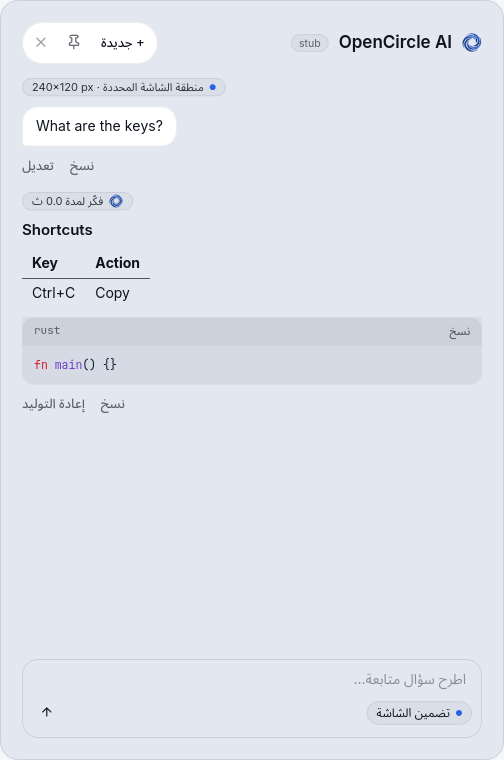 OpenCircle AI
stub
+ جديدة
منطقة الشاشة المحددة · 240×120 px
What are the keys?
نسخ تعديل
فكّر لمدة 0.0 ث
Shortcuts
Key Action
Ctrl+C Copy
rust نسخ
fn main() {}
نسخ إعادة التوليد
اطرح سؤال متابعة...
تضمين الشاشة